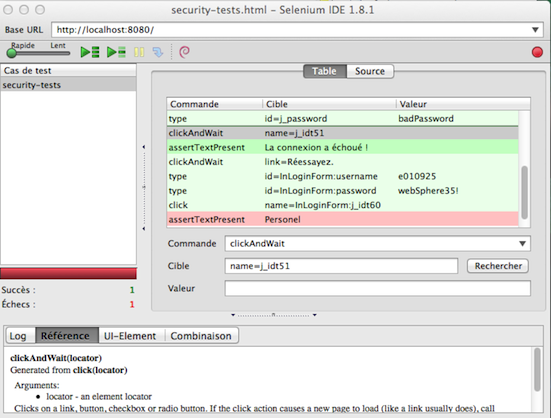 security-tests.html – Selenium IDE 1.8.1
Base URL http://localhost:8080/
Rapide Lent
Cas de test
security-tests
Table Source
Commande Cible Valeur
type id=j_password badPassword
clickAndWait name=j_idt51
assertTextPresent La connexion a échoué !
clickAndWait link=Réessayez.
type id=InLoginForm:username e010925
type id=InLoginForm:password webSphere35!
click name=InLoginForm:j_idt60
assertTextPresent Personel
Commande clickAndWait
Cible name=j_idt51 Rechercher
Valeur
Succès : 1
Échecs : 1
Log Référence UI-Element Combinaison
clickAndWait(locator)
Generated from click(locator)
Arguments:
• locator - an element locator
Clicks on a link, button, checkbox or radio button. If the click action causes a new page to load (like a link usually does), call